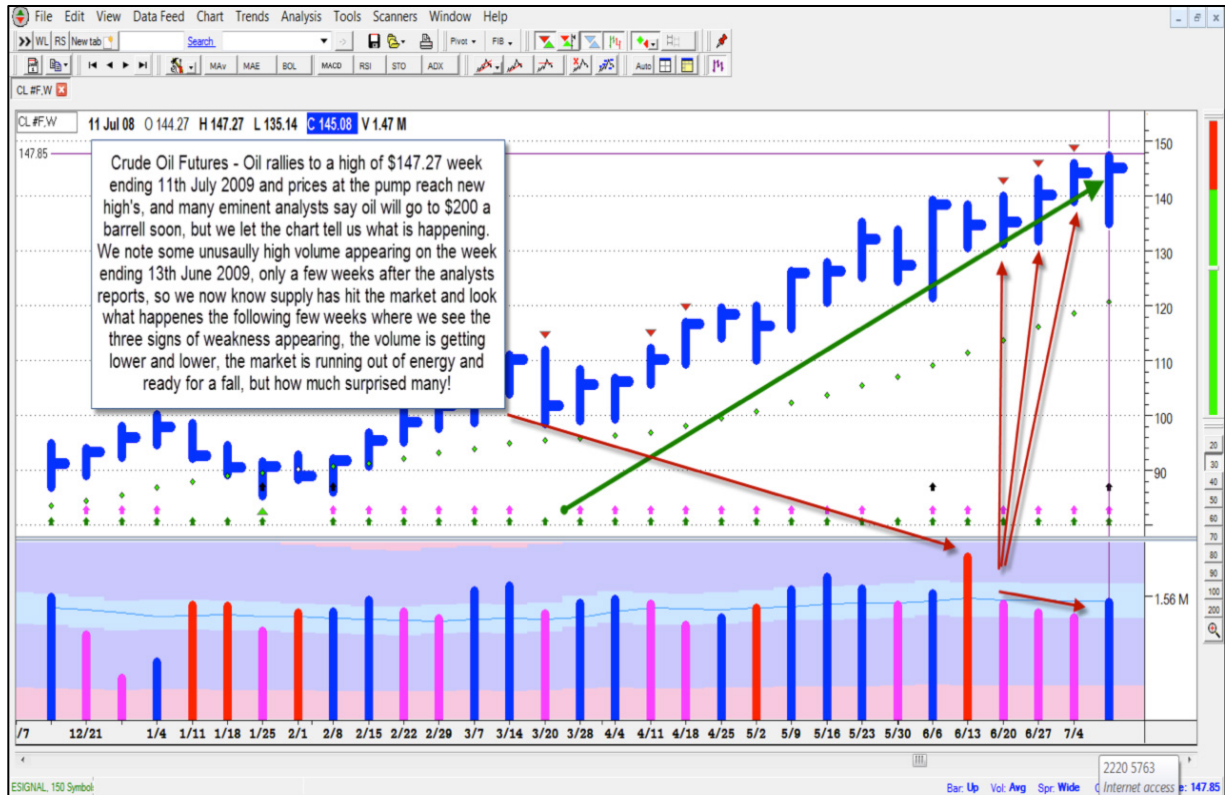 File Edit View Data Feed Chart Trends Analysis Tools Scanners Window Help
WL RS New tab Search Pivot FIB
MAv MAE BOL MACD RSI STO ADX Auto
CL #F,W
CL #F,W 11 Jul 08 O 144.27 H 147.27 L 135.14 C 145.08 V 1.47 M
147.85
Crude Oil Futures - Oil rallies to a high of $147.27 week
ending 11th July 2009 and prices at the pump reach new
high's, and many eminent analysts say oil will go to $200 a
barrell soon, but we let the chart tell us what is happening.
We note some unusaully high volume appearing on the week
ending 13th June 2009, only a few weeks after the analysts
reports, so we now know supply has hit the market and look
what happenes the following few weeks where we see the
three signs of weakness appearing, the volume is getting
lower and lower, the market is running out of energy and
ready for a fall, but how much surprised many!
150
140
130
120
110
100
90
1.56 M
20
30
40
50
60
70
80
90
100
200
/7 12/21 1/4 1/11 1/18 1/25 2/1 2/8 2/15 2/22 2/29 3/7 3/14 3/20 3/28 4/4 4/11 4/18 4/25 5/2 5/9 5/16 5/23 5/30 6/6 6/13 6/20 6/27 7/4
2220 5763
Internet access
ESIGNAL, 150 Symbol Bar: Up Vol: Avg Spr: Wide e: 147.85